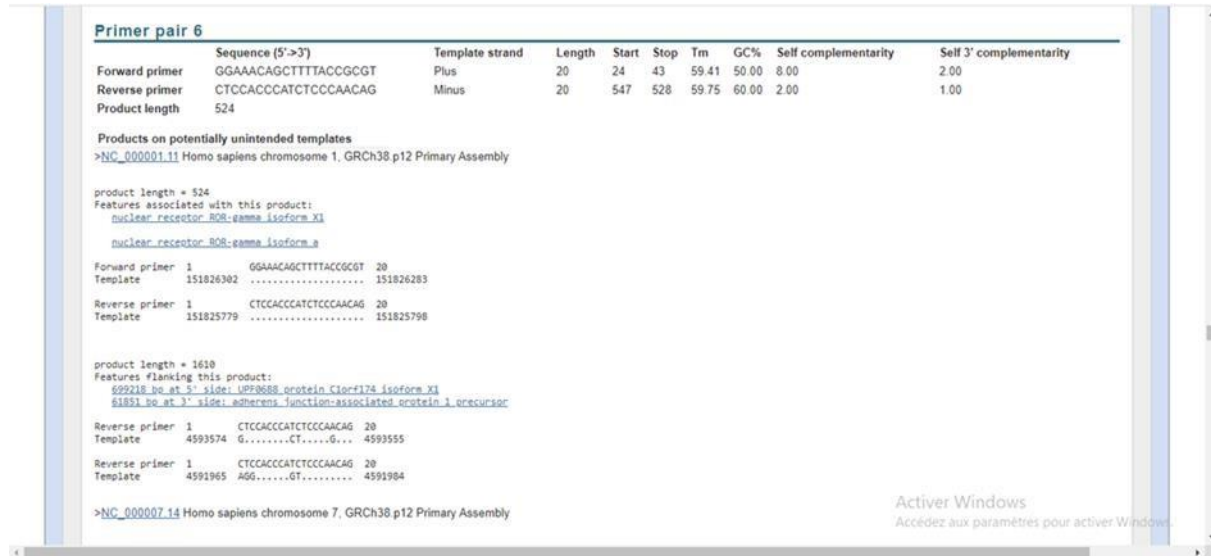 Primer pair 6
Sequence (5'->3') Template strand Length Start Stop Tm GC% Self complementarity Self 3' complementarity
Forward primer GGAAACAGCTTTTACCGCGT Plus 20 24 43 59.41 50.00 8.00 2.00
Reverse primer CTCCACCCATCTCCCAACAG Minus 20 547 528 59.75 60.00 2.00 1.00
Product length 524
Products on potentially unintended templates
>NC_000001.11 Homo sapiens chromosome 1, GRCh38.p12 Primary Assembly
product length = 524
Features associated with this product:
nuclear receptor ROR-gamma isoform X1
nuclear receptor ROR-gamma isoform a
Forward primer 1 GGAAACAGCTTTTACCGCGT 20
Template 151826302 .................... 151826283
Reverse primer 1 CTCCACCCATCTCCCAACAG 20
Template 151825779 .................... 151825798
product length = 1610
Features flanking this product:
699218 bp at 5' side: UPF0688 protein C1orf174 isoform X1
61851 bp at 3' side: adherens junction-associated protein 1 precursor
Reverse primer 1 CTCCACCCATCTCCCAACAG 20
Template 4593574 G........CT.....G... 4593555
Reverse primer 1 CTCCACCCATCTCCCAACAG 20
Template 4591965 AGG......GT......... 4591984
>NC_000007.14 Homo sapiens chromosome 7, GRCh38.p12 Primary Assembly
Activer Windows
Accédez aux paramètres pour activer Windows.